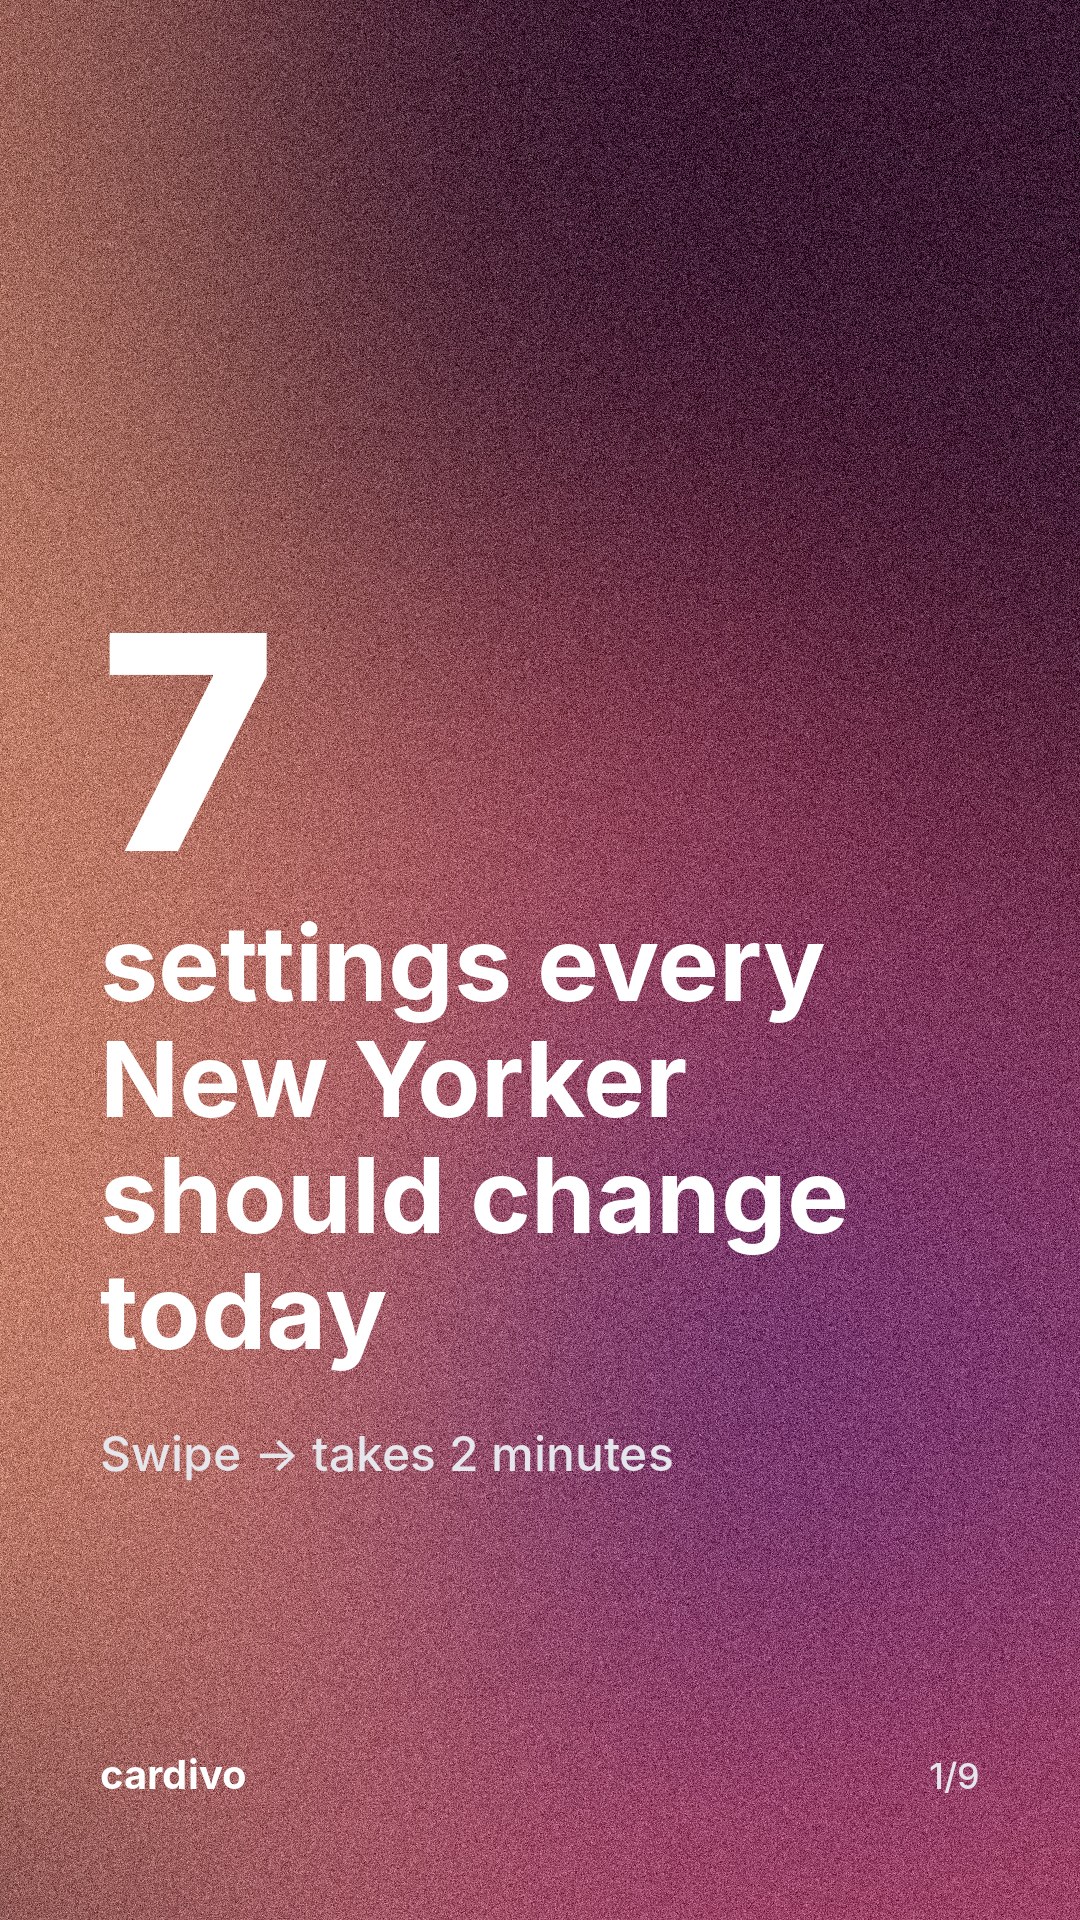 7
settings every
New Yorker
should change
today
Swipe → takes 2 minutes
cardivo
1/9